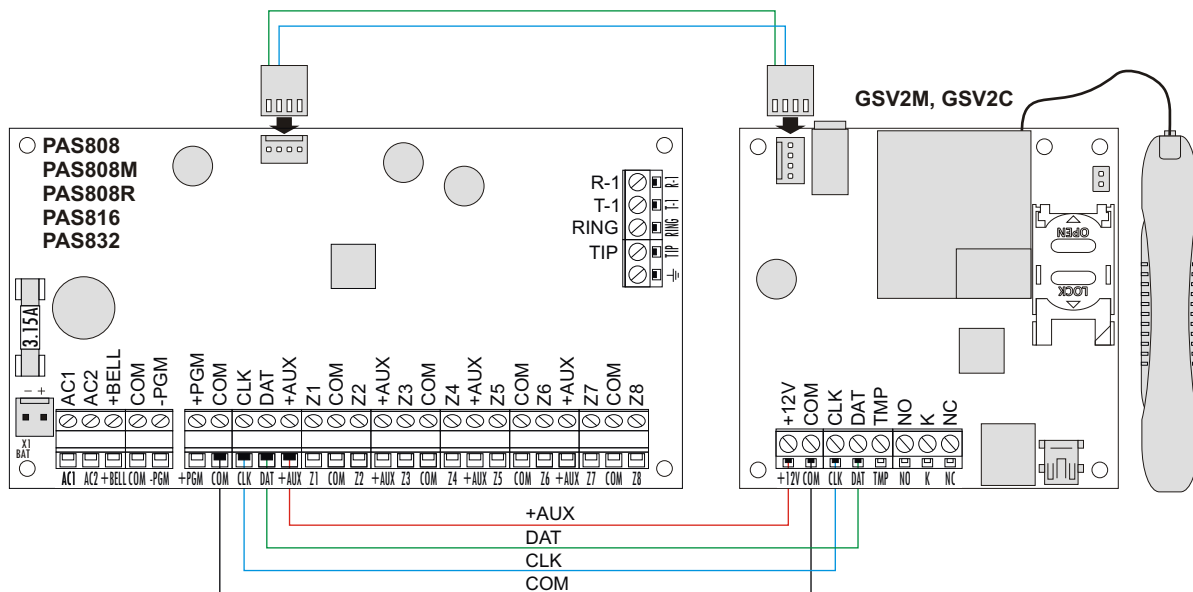 GSV2M, GSV2C
PAS808
PAS808M
PAS808R
PAS816
PAS832
R-1 R-1
T-1 T-1
RING RING
TIP TIP
OPEN
LOCK
3.15A
- +
X1
BAT
AC1 AC2 +BELL COM -PGM +PGM COM CLK DAT +AUX Z1 COM Z2 +AUX Z3 COM Z4 +AUX Z5 COM Z6 +AUX Z7 COM Z8
AC1 AC2 +BELL COM -PGM +PGM COM CLK DAT +AUX Z1 COM Z2 +AUX Z3 COM Z4 +AUX Z5 COM Z6 +AUX Z7 COM Z8
+12V COM CLK DAT TMP NO K NC
+12V COM CLK DAT TMP NO K NC
+AUX
DAT
CLK
COM